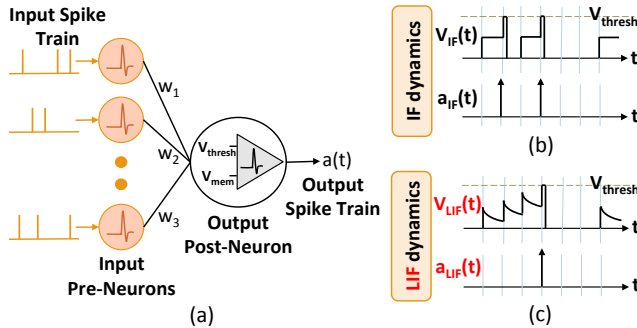 Input Spike
Train
w1
w2
w3
Vthresh
Vmem
a(t)
Output
Spike Train
Output
Post-Neuron
Input
Pre-Neurons
(a)
IF dynamics
Vthresh
VIF(t)
t
aIF(t)
t
(b)
LIF dynamics
Vthresh
VLIF(t)
t
aLIF(t)
t
(c)